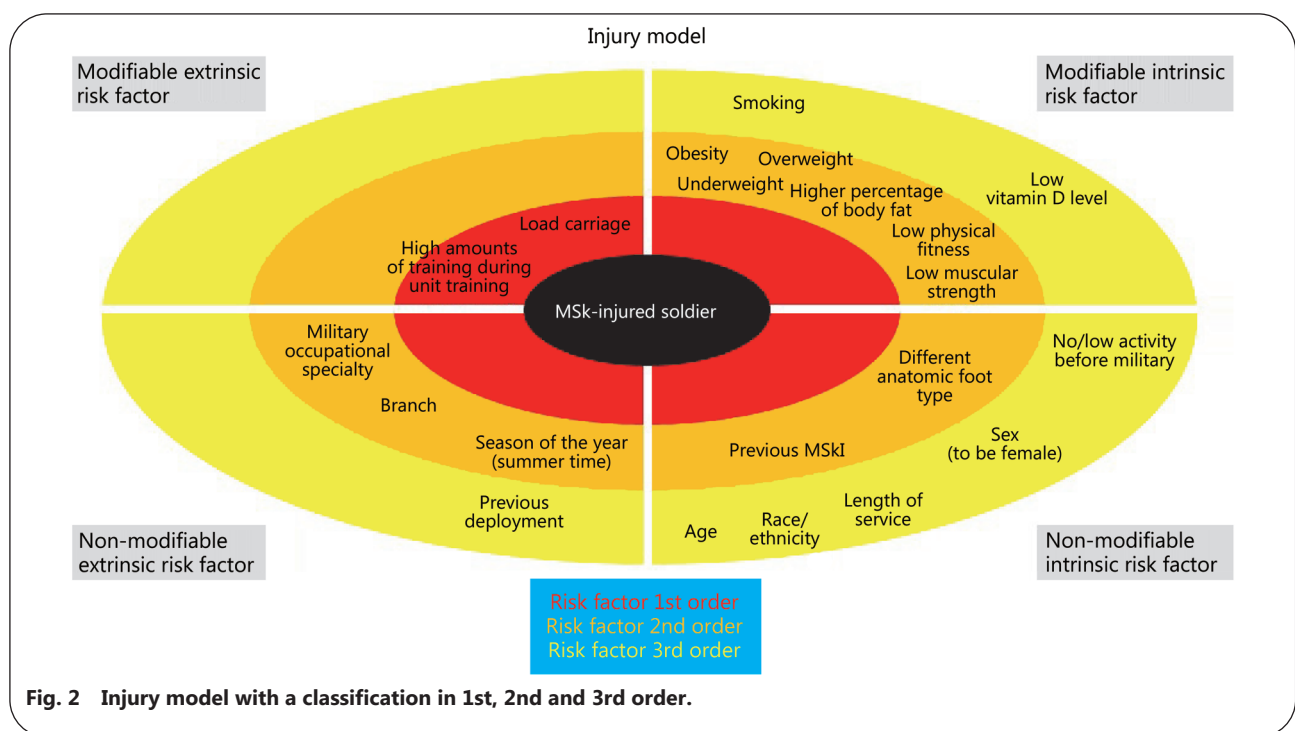 Injury model
Modifiable extrinsic
risk factor
Modifiable intrinsic
risk factor
Smoking
Obesity
Overweight
Underweight
Higher percentage
of body fat
Low
vitamin D level
Low physical
fitness
Low muscular
strength
Load carriage
High amounts
of training during
unit training
MSk-injured soldier
Military
occupational
specialty
Branch
Season of the year
(summer time)
Previous
deployment
Different
anatomic foot
type
No/low activity
before military
Previous MSkI
Sex
(to be female)
Length of
service
Age
Race/
ethnicity
Non-modifiable
extrinsic risk factor
Non-modifiable
intrinsic risk factor
Risk factor 1st order
Risk factor 2nd order
Risk factor 3rd order
Fig. 2 Injury model with a classification in 1st, 2nd and 3rd order.